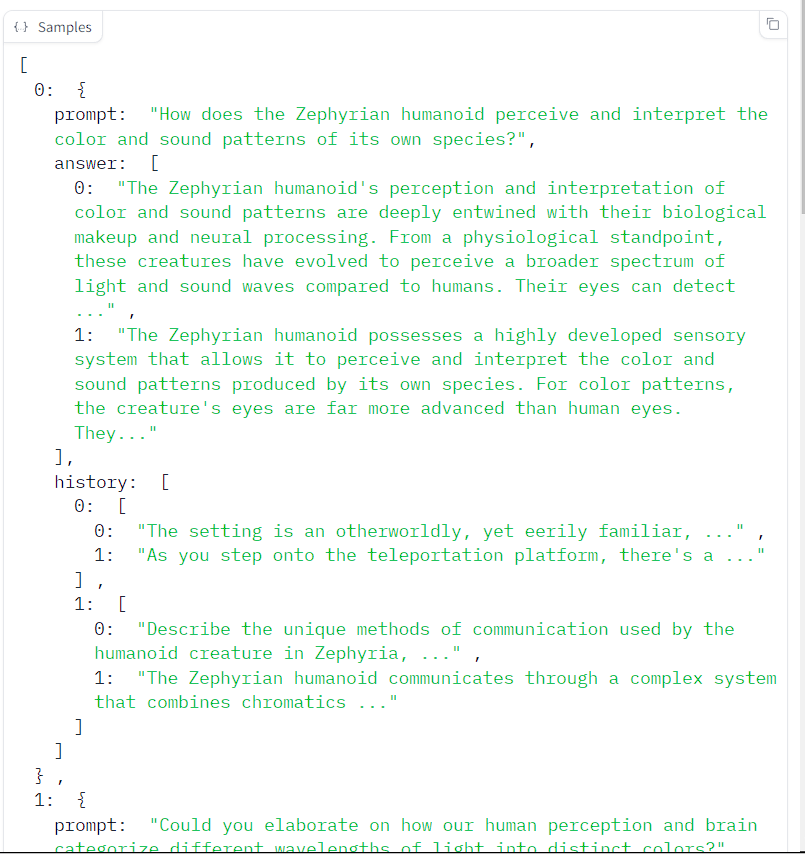 Samples
[
0: {
prompt: "How does the Zephyrian humanoid perceive and interpret the
color and sound patterns of its own species?",
answer: [
0: "The Zephyrian humanoid's perception and interpretation of
color and sound patterns are deeply entwined with their biological
makeup and neural processing. From a physiological standpoint,
these creatures have evolved to perceive a broader spectrum of
light and sound waves compared to humans. Their eyes can detect
..." ,
1: "The Zephyrian humanoid possesses a highly developed sensory
system that allows it to perceive and interpret the color and
sound patterns produced by its own species. For color patterns,
the creature's eyes are far more advanced than human eyes.
They..."
],
history: [
0: [
0: "The setting is an otherworldly, yet eerily familiar, ..." ,
1: "As you step onto the teleportation platform, there's a ..."
] ,
1: [
0: "Describe the unique methods of communication used by the
humanoid creature in Zephyria, ..." ,
1: "The Zephyrian humanoid communicates through a complex system
that combines chromatics ..."
]
]
} ,
1: {
prompt: "Could you elaborate on how our human perception and brain
categorize different wavelengths of light into distinct colors?"